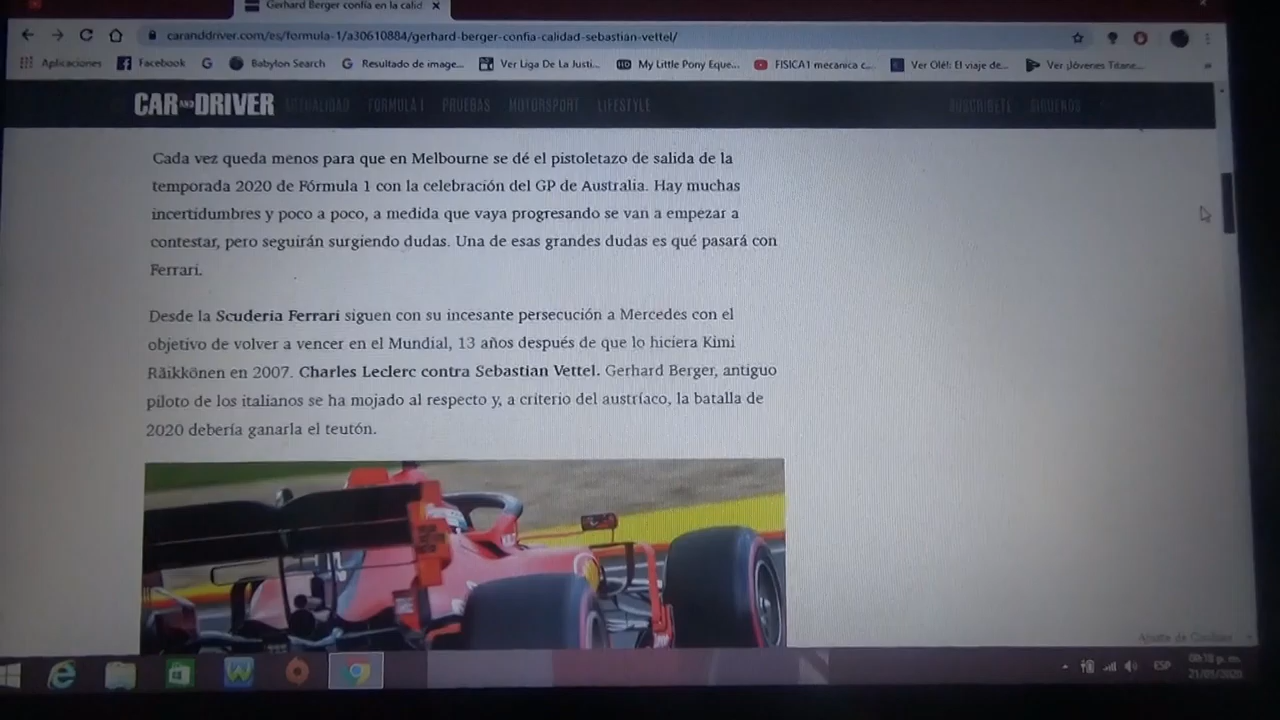 Gerhard Berger confía en la calid
caranddriver.com/es/formula-1/a30610884/gerhard-berger-confia-calidad-sebastian-vettel/
Aplicaciones Facebook Babylon Search Resultado de image... Ver Liga De La Justi... My Little Pony Eque... FISICA1 mecanica c... Ver Olé!: El viaje de... Ver ¡Jóvenes Titane...
CAR AND DRIVER ACTUALIDAD FÓRMULA 1 PRUEBAS MOTORSPORT LIFESTYLE SUSCRÍBETE SÍGUENOS
Cada vez queda menos para que en Melbourne se dé el pistoletazo de salida de la
temporada 2020 de Fórmula 1 con la celebración del GP de Australia. Hay muchas
incertidumbres y poco a poco, a medida que vaya progresando se van a empezar a
contestar, pero seguirán surgiendo dudas. Una de esas grandes dudas es qué pasará con
Ferrari.
Desde la Scuderia Ferrari siguen con su incesante persecución a Mercedes con el
objetivo de volver a vencer en el Mundial, 13 años después de que lo hiciera Kimi
Räikkönen en 2007. Charles Leclerc contra Sebastian Vettel. Gerhard Berger, antiguo
piloto de los italianos se ha mojado al respecto y, a criterio del austríaco, la batalla de
2020 debería ganarla el teutón.
Ajuste de
ESP
p. m.
21/01/2020